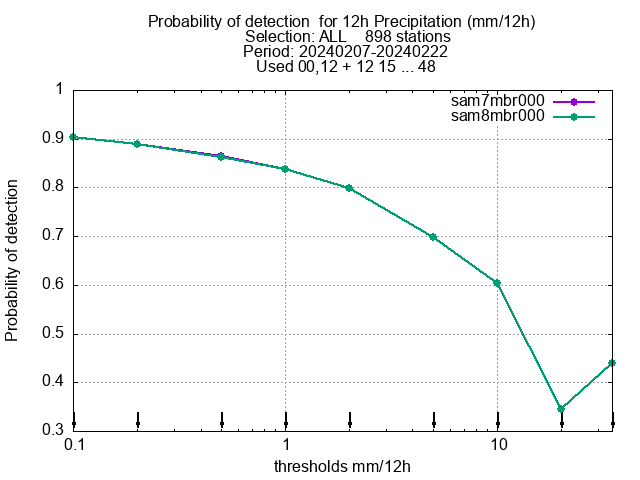 Probability of detection  for 12h Precipitation (mm/12h)
Selection: ALL    898 stations
Period: 20240207-20240222
Used 00,12 + 12 15 ... 48
sam7mbr000
sam8mbr000
1
0.9
0.8
0.7
0.6
0.5
0.4
0.3
Probability of detection
0.1
1
10
thresholds mm/12h